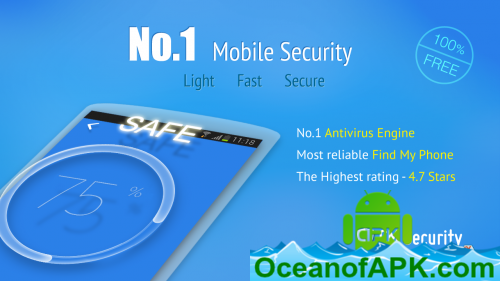 No.1 Mobile Security
Light Fast Secure
100%
FREE
SAFE
11:18
75 %
No.1 Antivirus Engine
Most reliable Find My Phone
The Highest rating - 4.7 Stars
APK
OceanofAPK.com